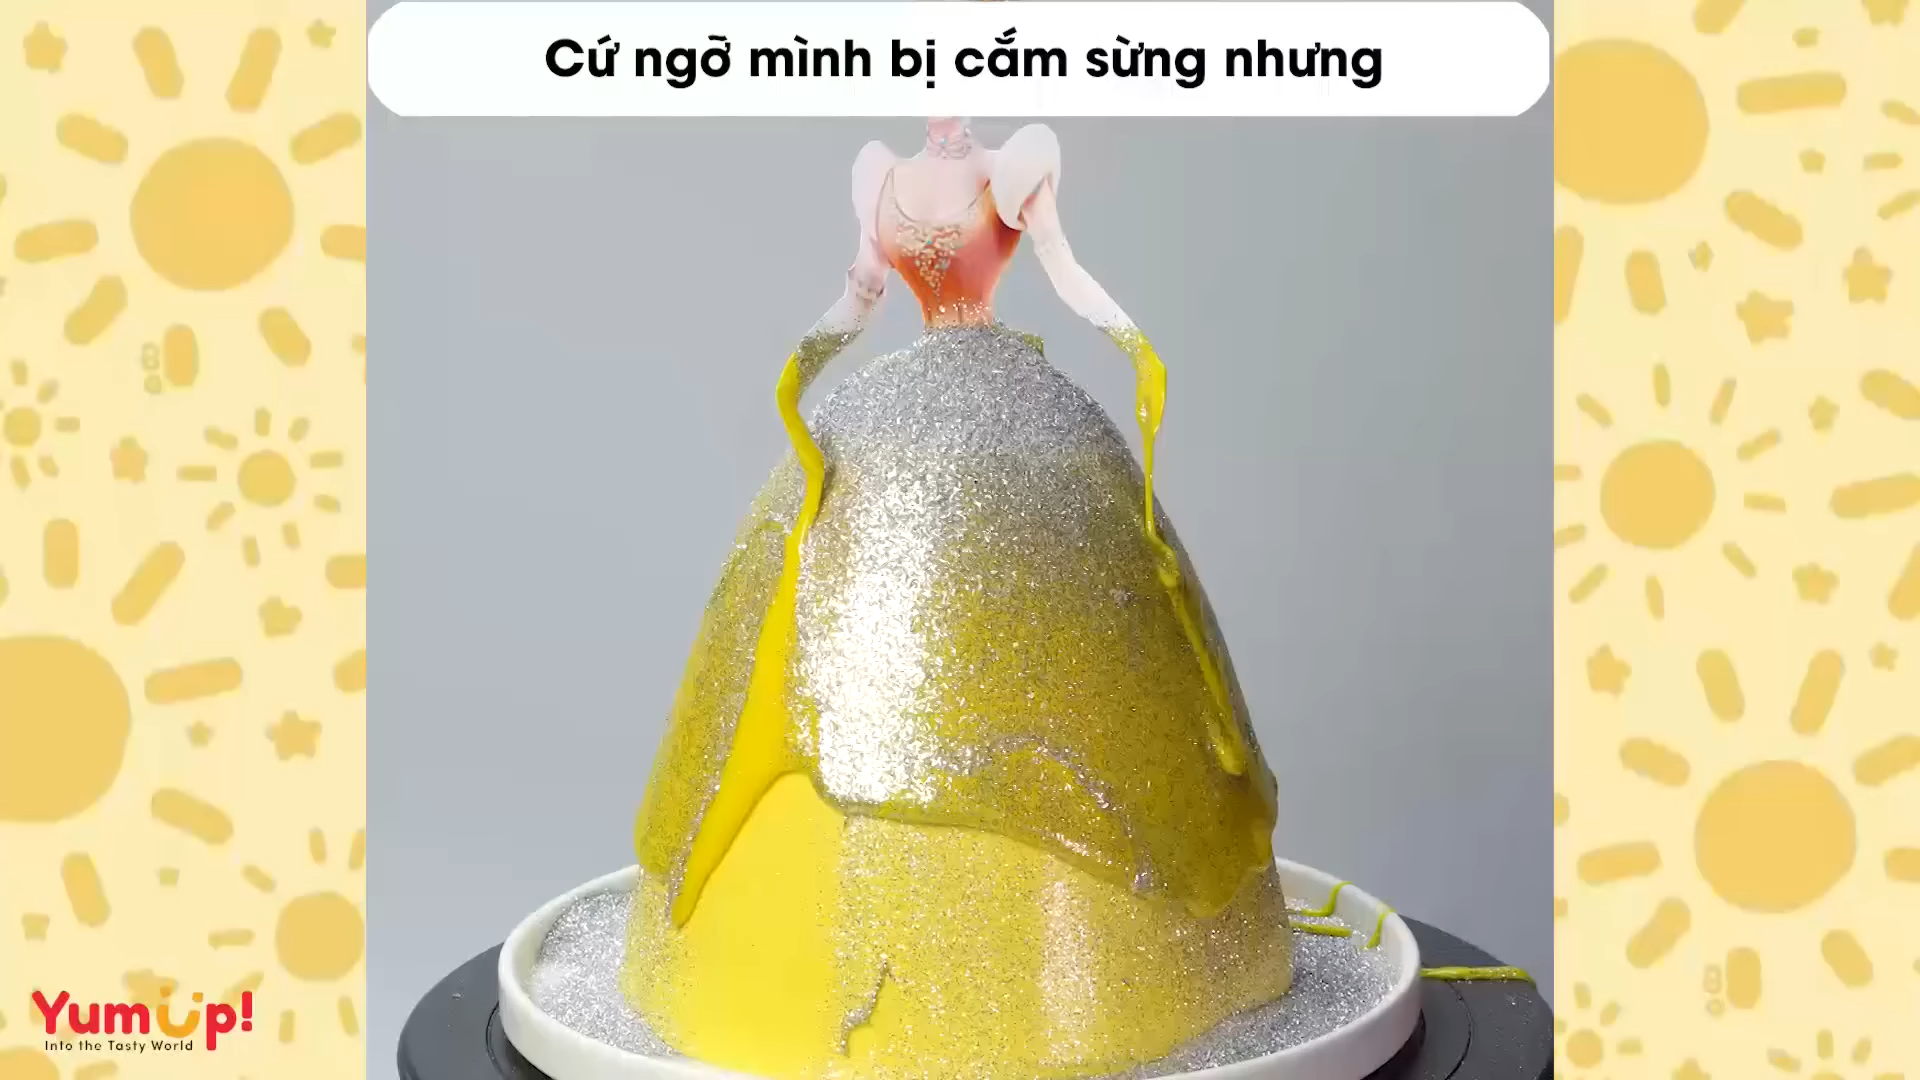 Cứ ngỡ mình bị cắm sừng nhưng
YumUp!
Into the Tasty World